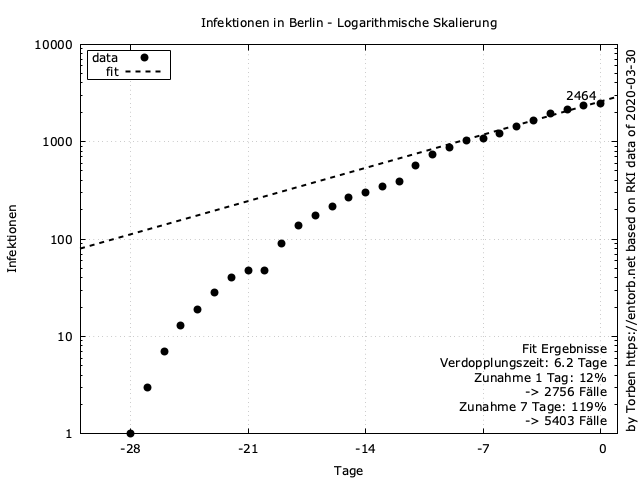 Infektionen in Berlin - Logarithmische Skalierung
10000
1000
100
10
1
data
fit
2464
Fit Ergebnisse
Verdopplungszeit: 6.2 Tage
Zunahme 1 Tag: 12%
-> 2756 Fälle
Zunahme 7 Tage: 119%
-> 5403 Fälle
-28
-21
-14
-7
0
Tage
Infektionen
by Torben https://entorb.net based on RKI data of 2020-03-30